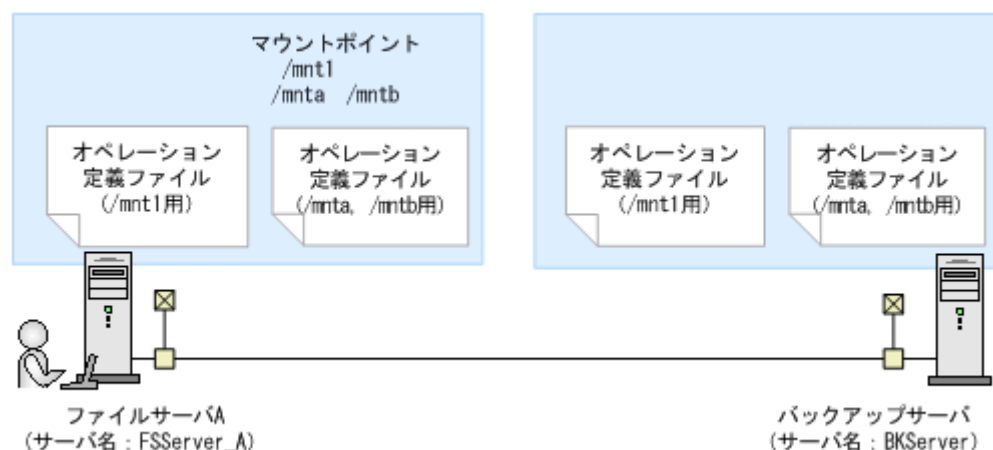 マウントポイント
/mnt1
/mnta /mntb
オペレーション
定義ファイル
(/mnt1用)
オペレーション
定義ファイル
(/mnta, /mntb用)
オペレーション
定義ファイル
(/mnt1用)
オペレーション
定義ファイル
(/mnta, /mntb用)
ファイルサーバA
(サーバ名:FSServer_A)
バックアップサーバ
(サーバ名:BKServer)